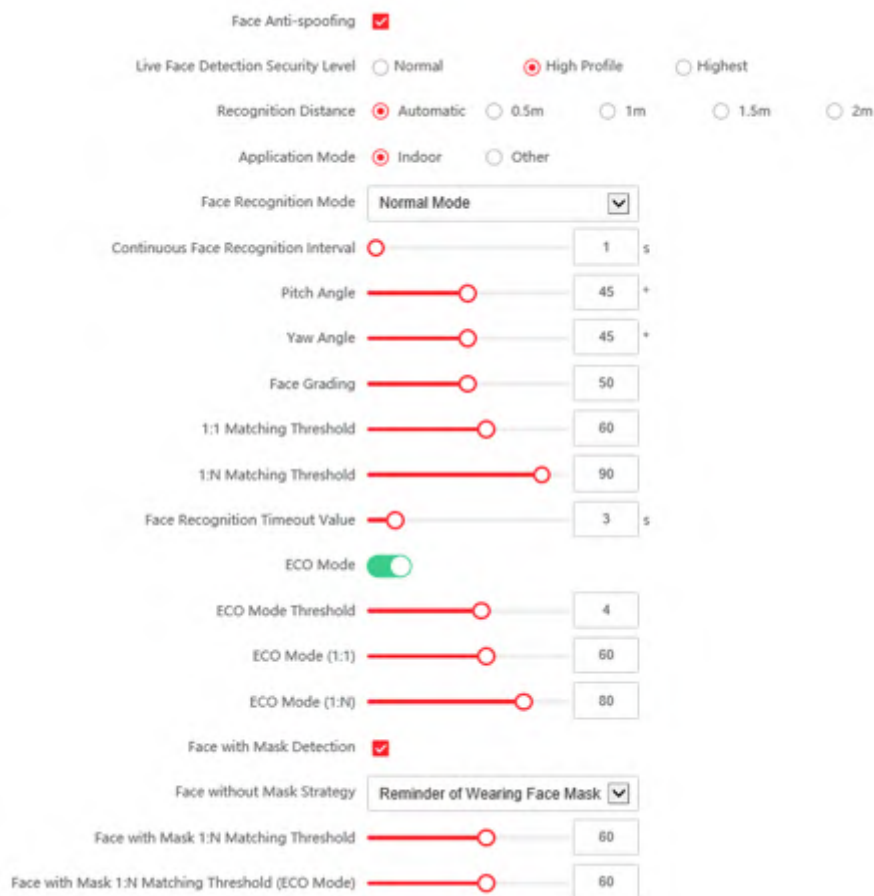 Face Anti-spoofing
Live Face Detection Security Level Normal High Profile Highest
Recognition Distance Automatic 0.5m 1m 1.5m 2m
Application Mode Indoor Other
Face Recognition Mode Normal Mode
Continuous Face Recognition Interval 1 s
Pitch Angle 45 °
Yaw Angle 45 °
Face Grading 50
1:1 Matching Threshold 60
1:N Matching Threshold 90
Face Recognition Timeout Value 3 s
ECO Mode
ECO Mode Threshold 4
ECO Mode (1:1) 60
ECO Mode (1:N) 80
Face with Mask Detection
Face without Mask Strategy Reminder of Wearing Face Mask
Face with Mask 1:N Matching Threshold 60
Face with Mask 1:N Matching Threshold (ECO Mode) 60